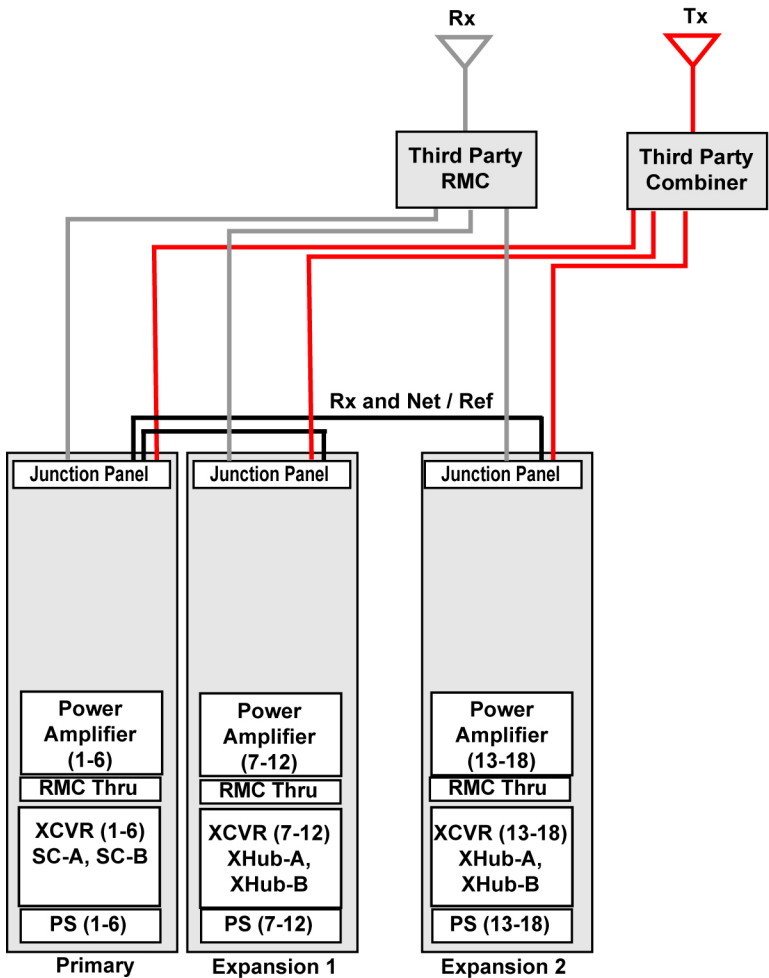 Rx
Tx
Third Party
RMC
Third Party
Combiner
Rx and Net / Ref
Junction Panel
Junction Panel
Junction Panel
Power
Amplifier
(1-6)
RMC Thru
XCVR (1-6)
SC-A, SC-B
PS (1-6)
Primary
Power
Amplifier
(7-12)
RMC Thru
XCVR (7-12)
XHub-A,
XHub-B
PS (7-12)
Expansion 1
Power
Amplifier
(13-18)
RMC Thru
XCVR (13-18)
XHub-A,
XHub-B
PS (13-18)
Expansion 2